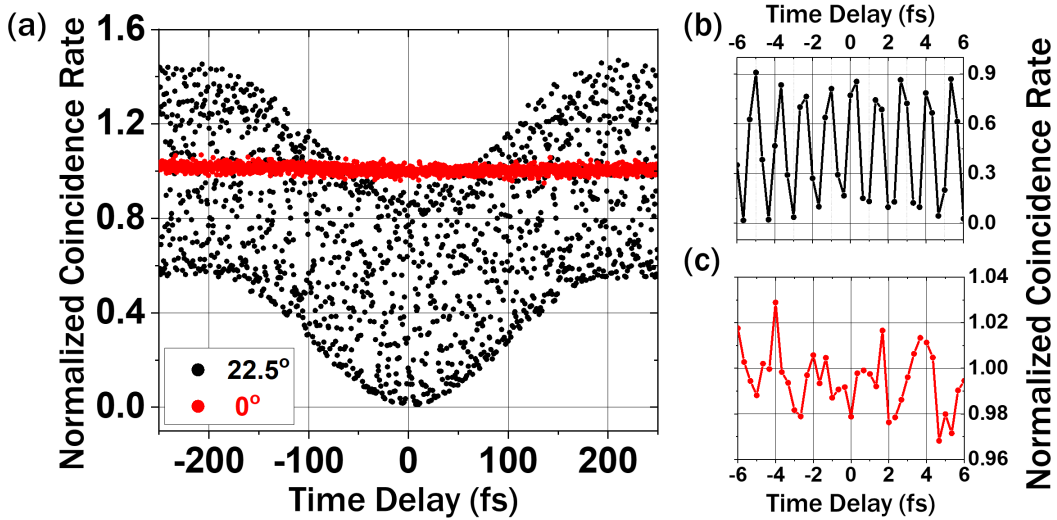 (a)
Normalized Coincidence Rate
1.6
1.2
0.8
0.4
0.0
22.5°
0°
-200 -100 0 100 200
Time Delay (fs)
(b)
Time Delay (fs)
-6 -4 -2 0 2 4 6
0.9
0.6
0.3
0.0
(c)
1.04
1.02
1.00
0.98
0.96
-6 -4 -2 0 2 4 6
Time Delay (fs)
Normalized Coincidence Rate